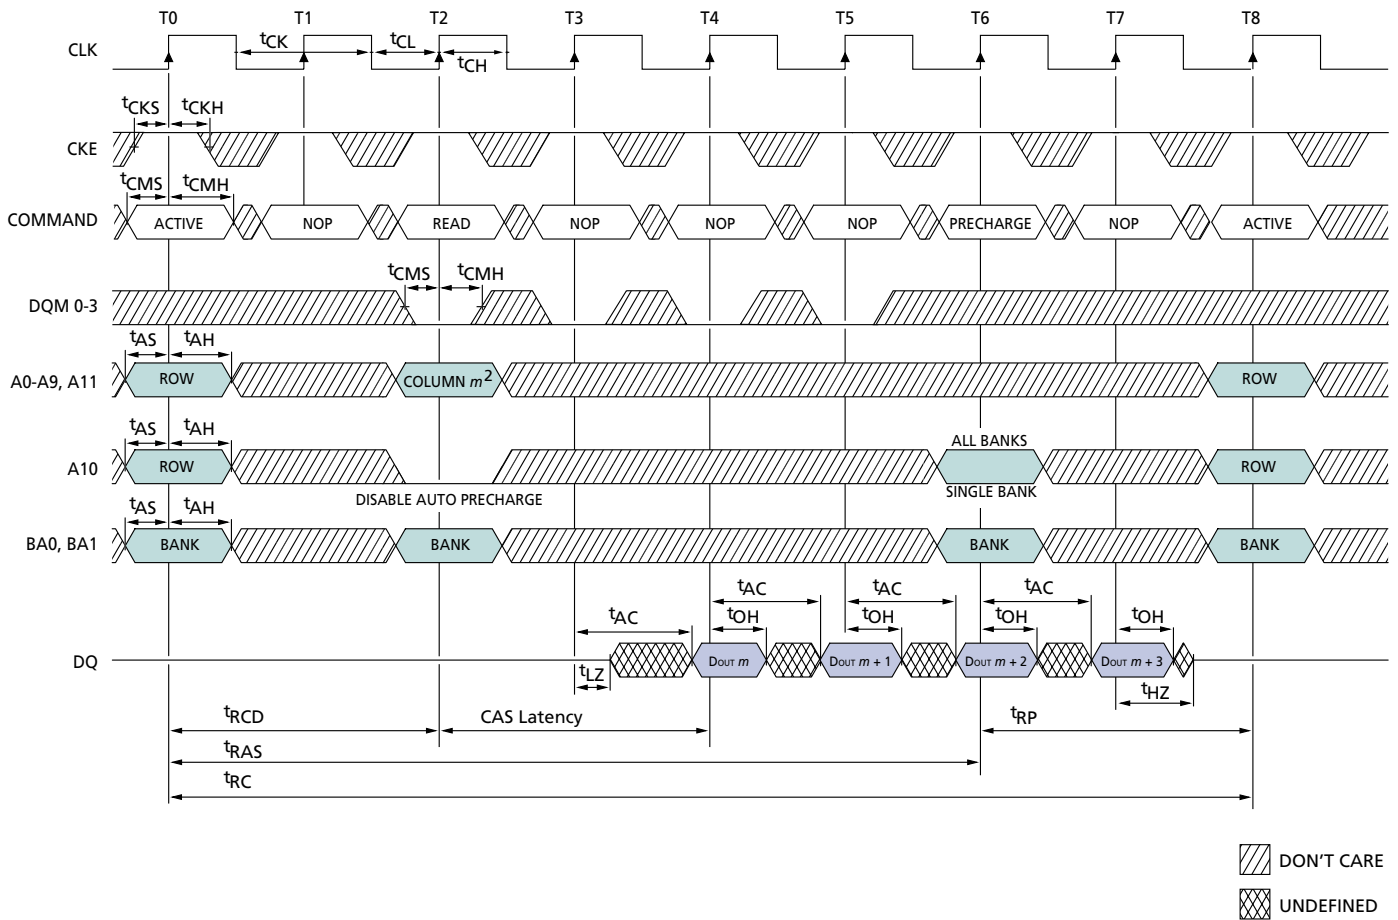 T0 T1 T2 T3 T4 T5 T6 T7 T8
CLK
tCK tCL
tCH
tCKS tCKH
CKE
tCMS tCMH
COMMAND ACTIVE NOP READ NOP NOP NOP PRECHARGE NOP ACTIVE
tCMS tCMH
DQM 0-3
tAS tAH
A0-A9, A11 ROW COLUMN m2 ROW
tAS tAH
ALL BANKS
A10 ROW ROW
DISABLE AUTO PRECHARGE SINGLE BANK
tAS tAH
BA0, BA1 BANK BANK BANK BANK
tAC tAC tAC
tAC tOH tOH tOH tOH
DQ DOUT m DOUT m + 1 DOUT m + 2 DOUT m + 3
tLZ tHZ
tRCD CAS Latency tRP
tRAS
tRC
DON'T CARE
UNDEFINED